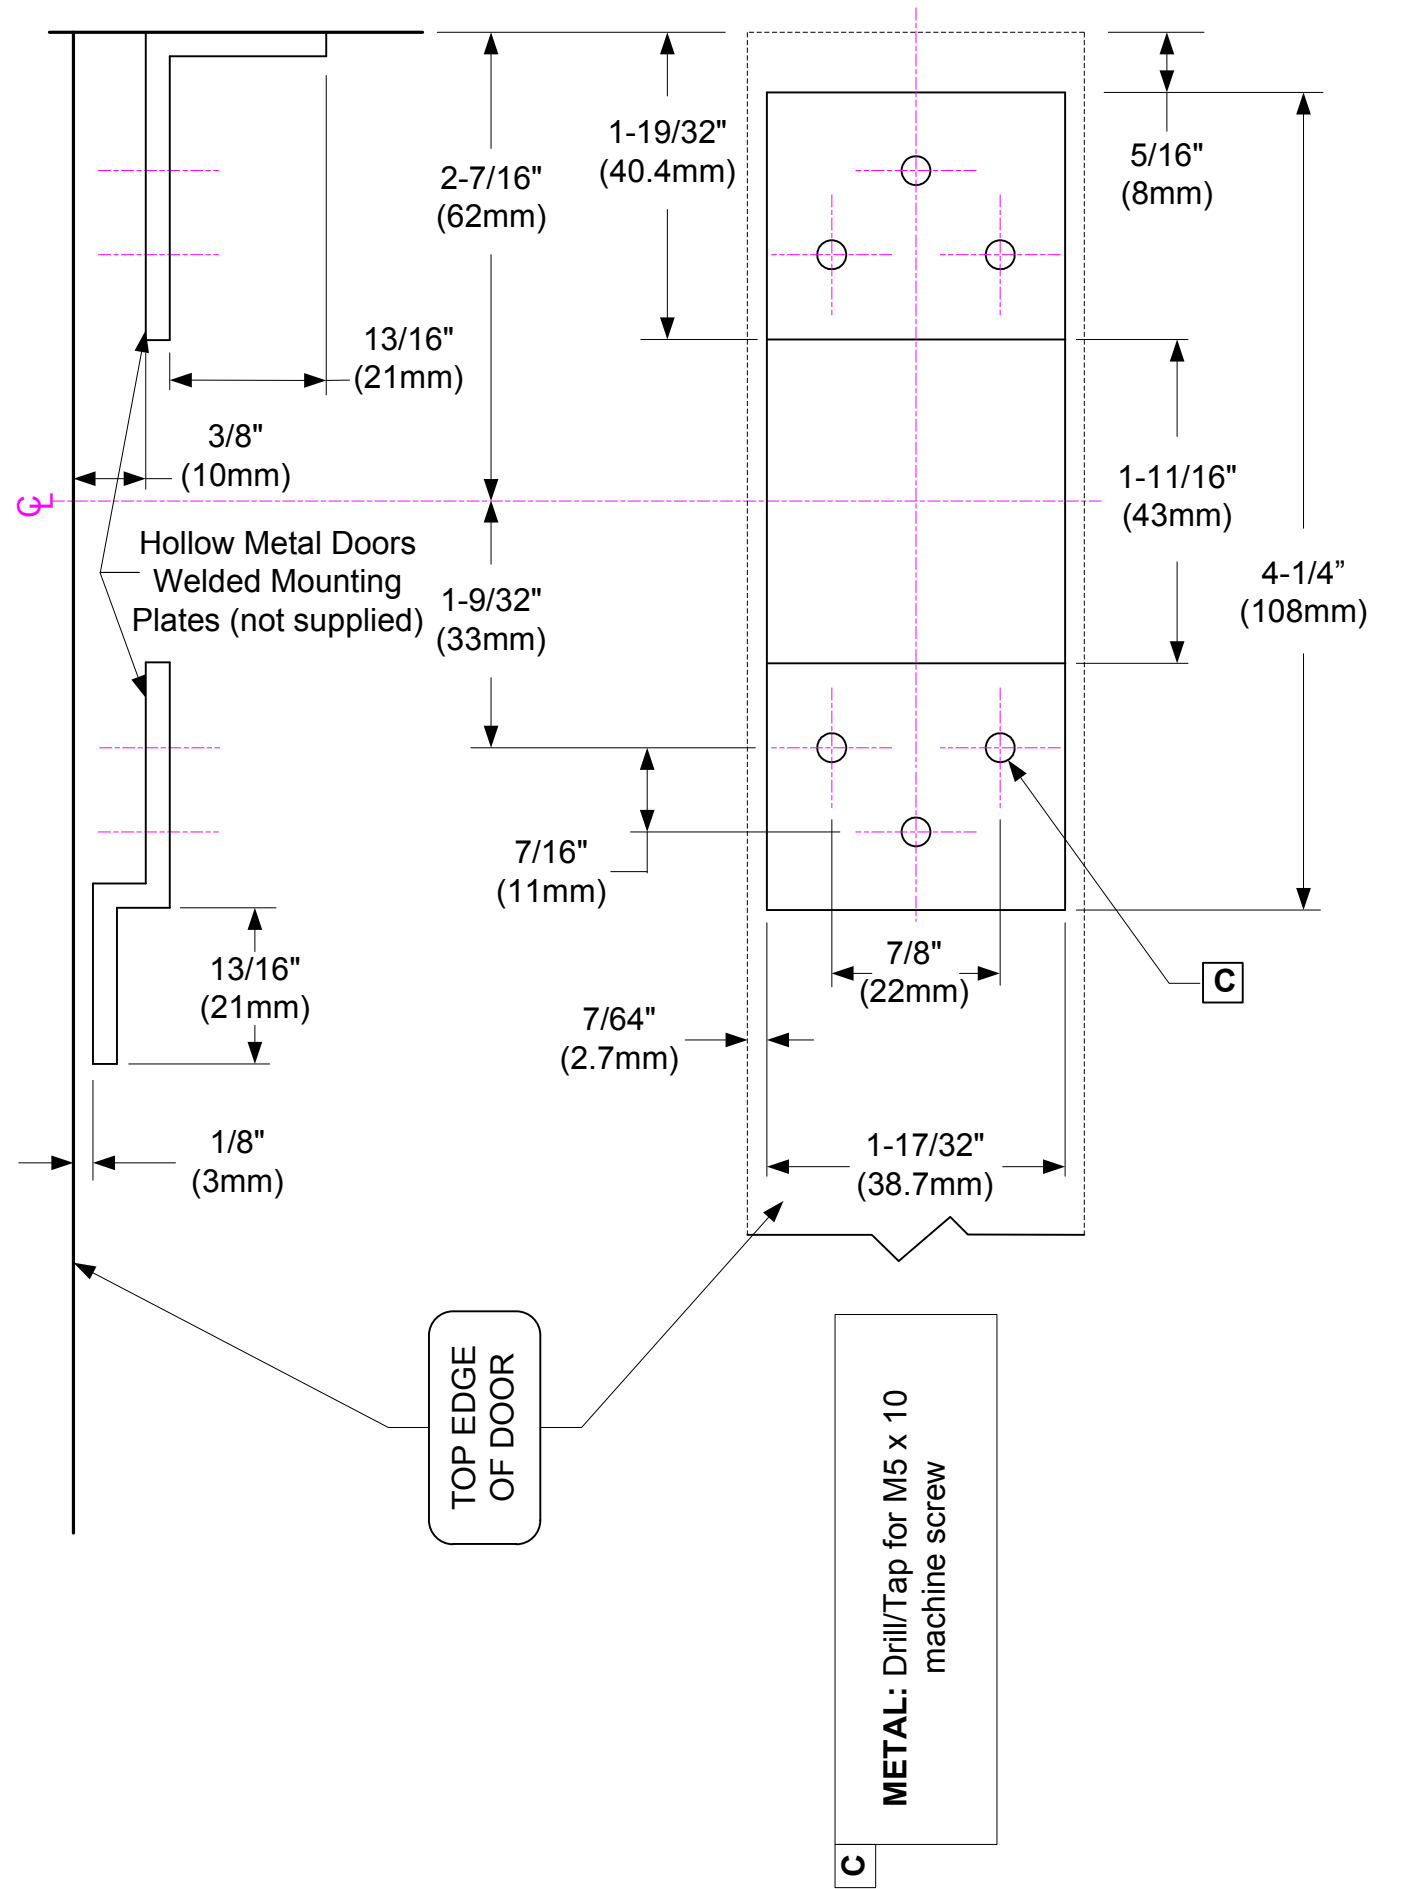 1-19/32"
(40.4mm)
5/16"
(8mm)
2-7/16"
(62mm)
13/16"
(21mm)
3/8"
(10mm)
CL
1-11/16"
(43mm)
Hollow Metal Doors
Welded Mounting
Plates (not supplied)
1-9/32"
(33mm)
4-1/4”
(108mm)
7/16"
(11mm)
7/8"
(22mm)
C
13/16"
(21mm)
7/64"
(2.7mm)
1/8"
(3mm)
1-17/32"
(38.7mm)
TOP EDGE
OF DOOR
METAL: Drill/Tap for M5 x 10
machine screw
C